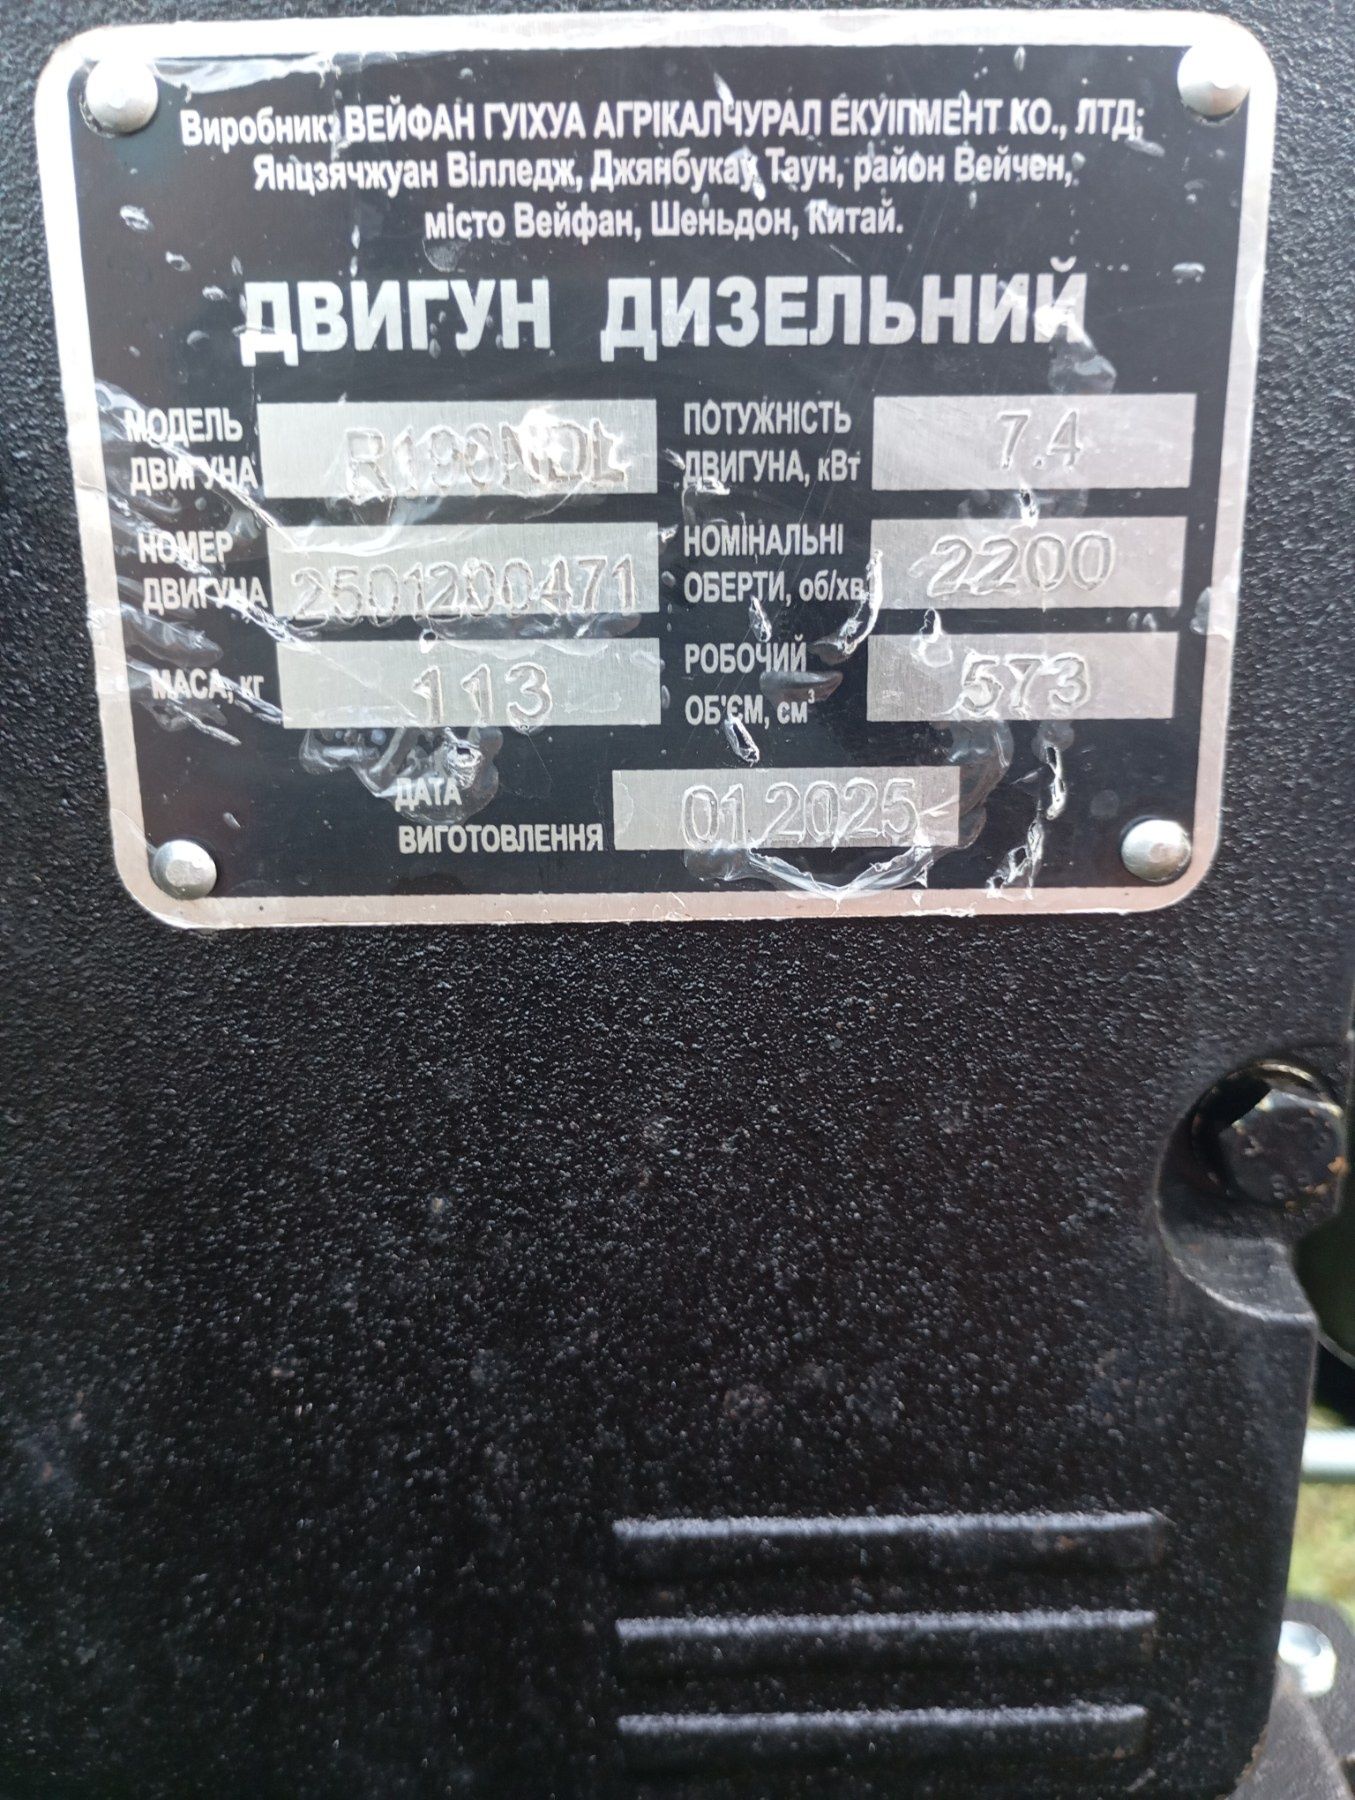 Виробник: ВЕЙФАН ГУІХУА АГРІКАЛЧУРАЛ ЕКУІПМЕНТ КО., ЛТД;
Янцзячжуан Вілледж, Джянбукау Таун, район Вейчен,
місто Вейфан, Шеньдон, Китай.
ДВИГУН ДИЗЕЛЬНИЙ
МОДЕЛЬ ДВИГУНА R190NDL
ПОТУЖНІСТЬ ДВИГУНА, кВт 7.4
НОМЕР ДВИГУНА 2501200471
НОМІНАЛЬНІ ОБЕРТИ, об/хв 2200
МАСА, кг 113
РОБОЧИЙ ОБ'ЄМ, см³ 573
ДАТА ВИГОТОВЛЕННЯ 01.2025